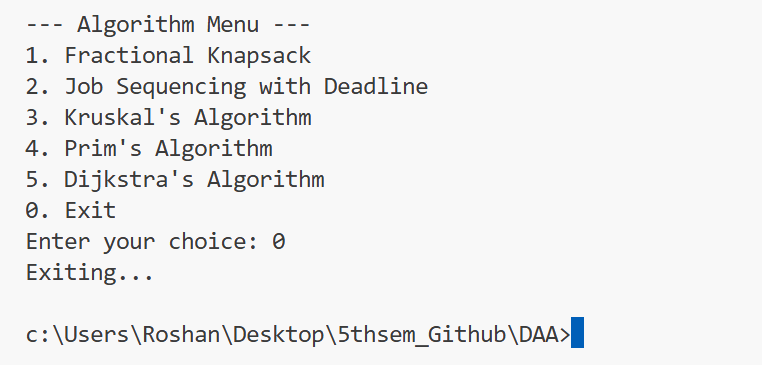 --- Algorithm Menu ---
1. Fractional Knapsack
2. Job Sequencing with Deadline
3. Kruskal's Algorithm
4. Prim's Algorithm
5. Dijkstra's Algorithm
0. Exit
Enter your choice: 0
Exiting...
c:\Users\Roshan\Desktop\5thsem_Github\DAA>